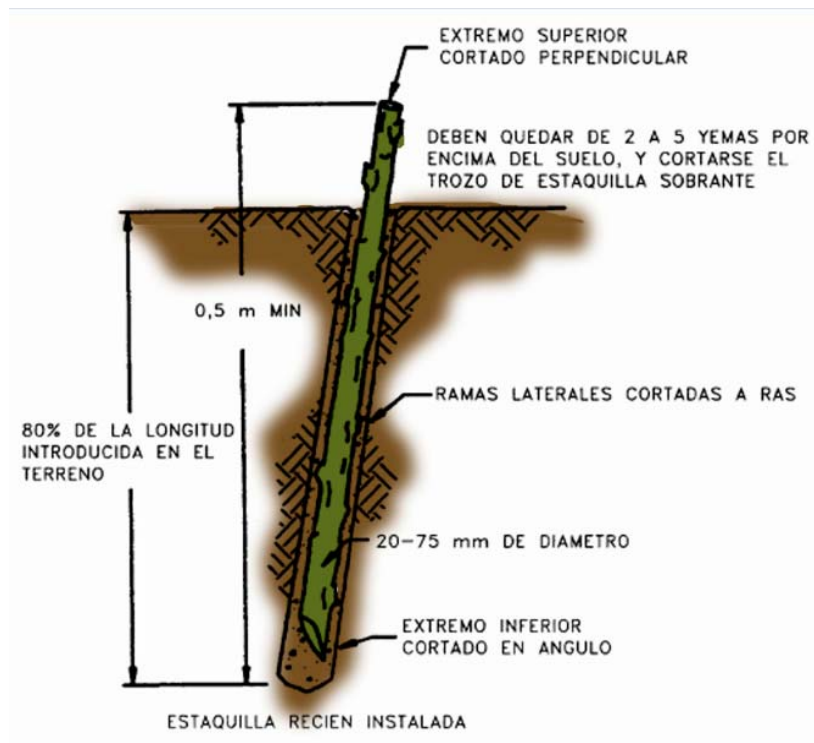 EXTREMO SUPERIOR
CORTADO PERPENDICULAR
DEBEN QUEDAR DE 2 A 5 YEMAS POR
ENCIMA DEL SUELO, Y CORTARSE EL
TROZO DE ESTAQUILLA SOBRANTE
0,5 m MIN
RAMAS LATERALES CORTADAS A RAS
80% DE LA LONGITUD
INTRODUCIDA EN EL
TERRENO
20-75 mm DE DIAMETRO
EXTREMO INFERIOR
CORTADO EN ANGULO
ESTAQUILLA RECIEN INSTALADA